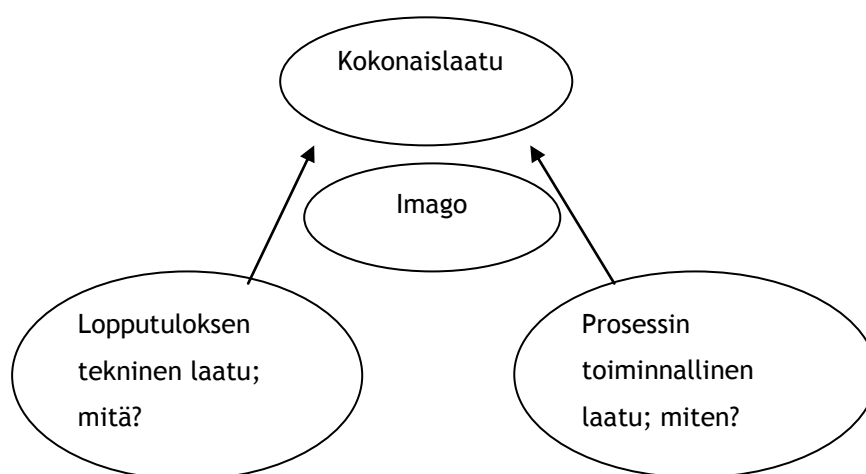 Kokonaislaatu
Imago
Lopputuloksen
tekninen laatu;
mitä?
Prosessin
toiminnallinen
laatu; miten?